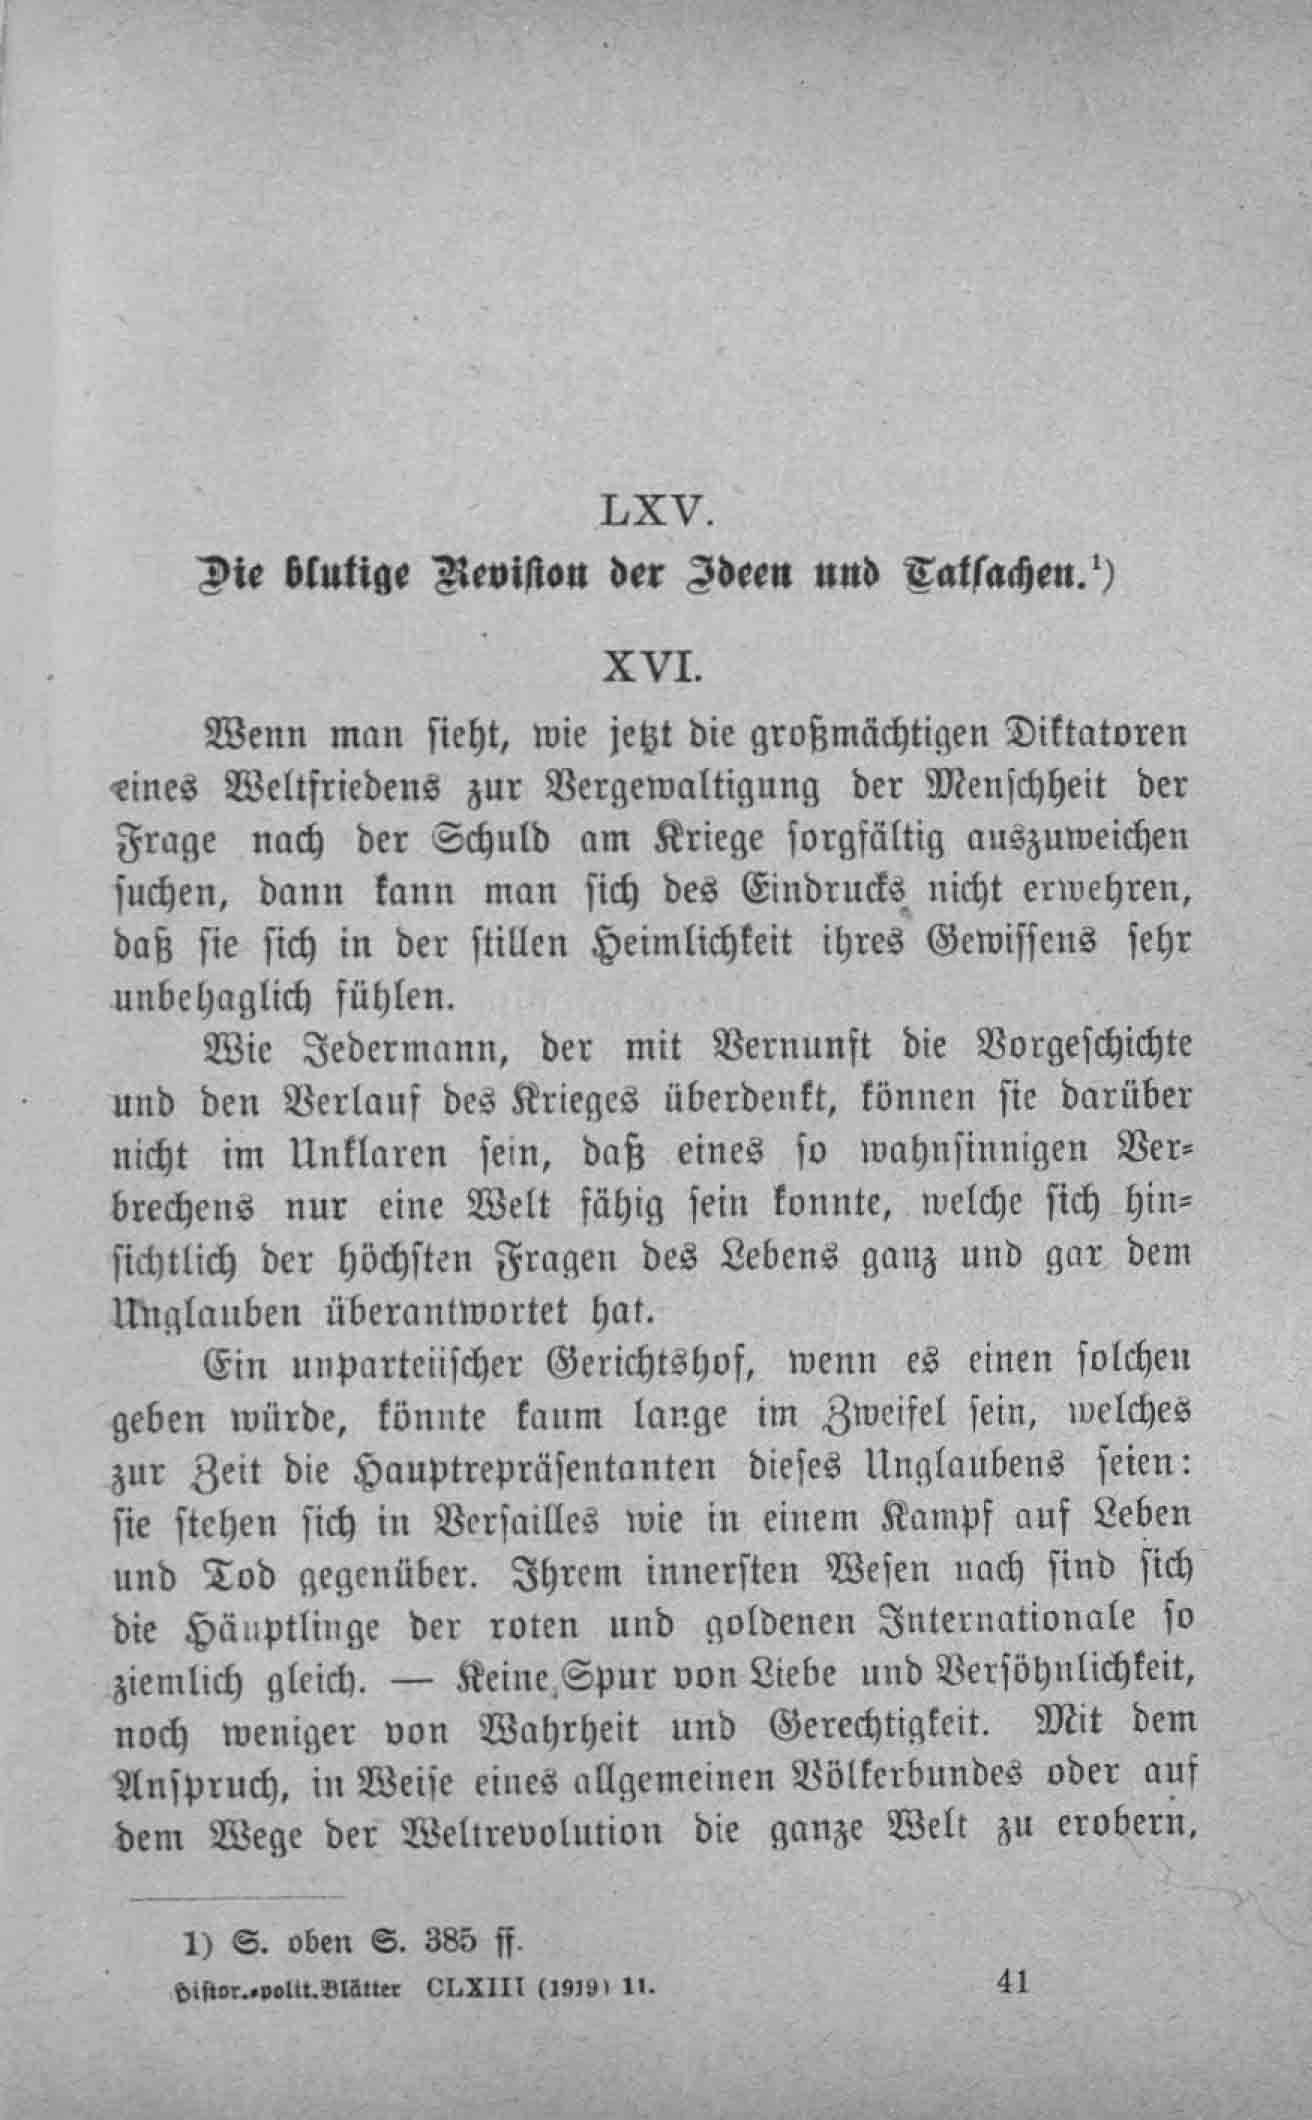 LXV.
Die blutige Revision der Ideen und Tatsachen.¹)
XVI.
Wenn man sieht, wie jetzt die großmächtigen Diktatoren
eines Weltfriedens zur Vergewaltigung der Menschheit der
Frage nach der Schuld am Kriege sorgfältig auszuweichen
suchen, dann kann man sich des Eindrucks nicht erwehren,
daß sie sich in der stillen Heimlichkeit ihres Gewissens sehr
unbehaglich fühlen.
Wie Jedermann, der mit Vernunft die Vorgeschichte
und den Verlauf des Krieges überdenkt, können sie darüber
nicht im Unklaren sein, daß eines so wahnsinnigen Ver-
brechens nur eine Welt fähig sein konnte, welche sich hin-
sichtlich der höchsten Fragen des Lebens ganz und gar dem
Unglauben überantwortet hat.
Ein unparteiischer Gerichtshof, wenn es einen solchen
geben würde, könnte kaum lange im Zweifel sein, welches
zur Zeit die Hauptrepräsentanten dieses Unglaubens seien:
sie stehen sich in Versailles wie in einem Kampf auf Leben
und Tod gegenüber. Ihrem innersten Wesen nach sind sich
die Häuptlinge der roten und goldenen Internationale so
ziemlich gleich. — Keine Spur von Liebe und Versöhnlichkeit,
noch weniger von Wahrheit und Gerechtigkeit. Mit dem
Anspruch, in Weise eines allgemeinen Völkerbundes oder auf
dem Wege der Weltrevolution die ganze Welt zu erobern,
1) S. oben S. 385 ff.
Histor.-polit. Blätter CLXIII (1919) 11. 41